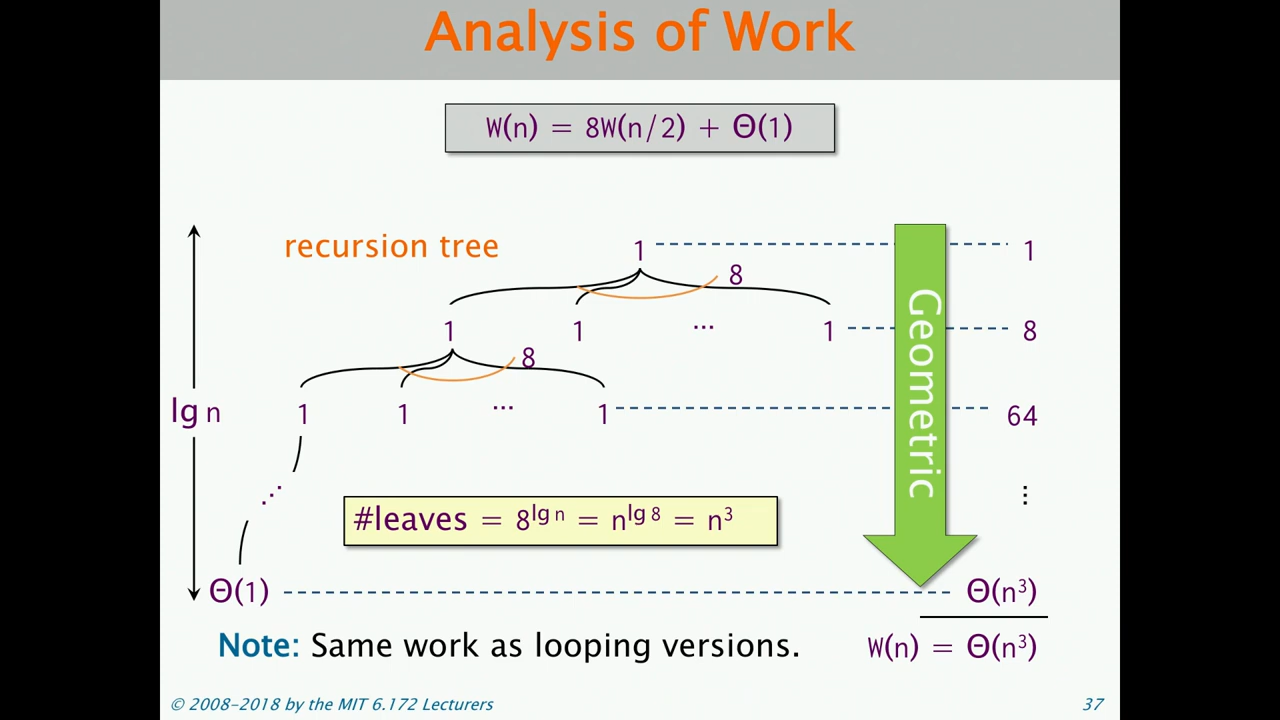 Analysis of Work
W(n) = 8W(n/2) + Θ(1)
recursion tree
1
1
8
1
1
⋯
1
8
8
lg n
1
1
⋯
1
64
Geometric
⋰
⋮
#leaves = 8^lg n = n^lg 8 = n³
Θ(1)
Θ(n³)
Note: Same work as looping versions.
W(n) = Θ(n³)
© 2008–2018 by the MIT 6.172 Lecturers
37